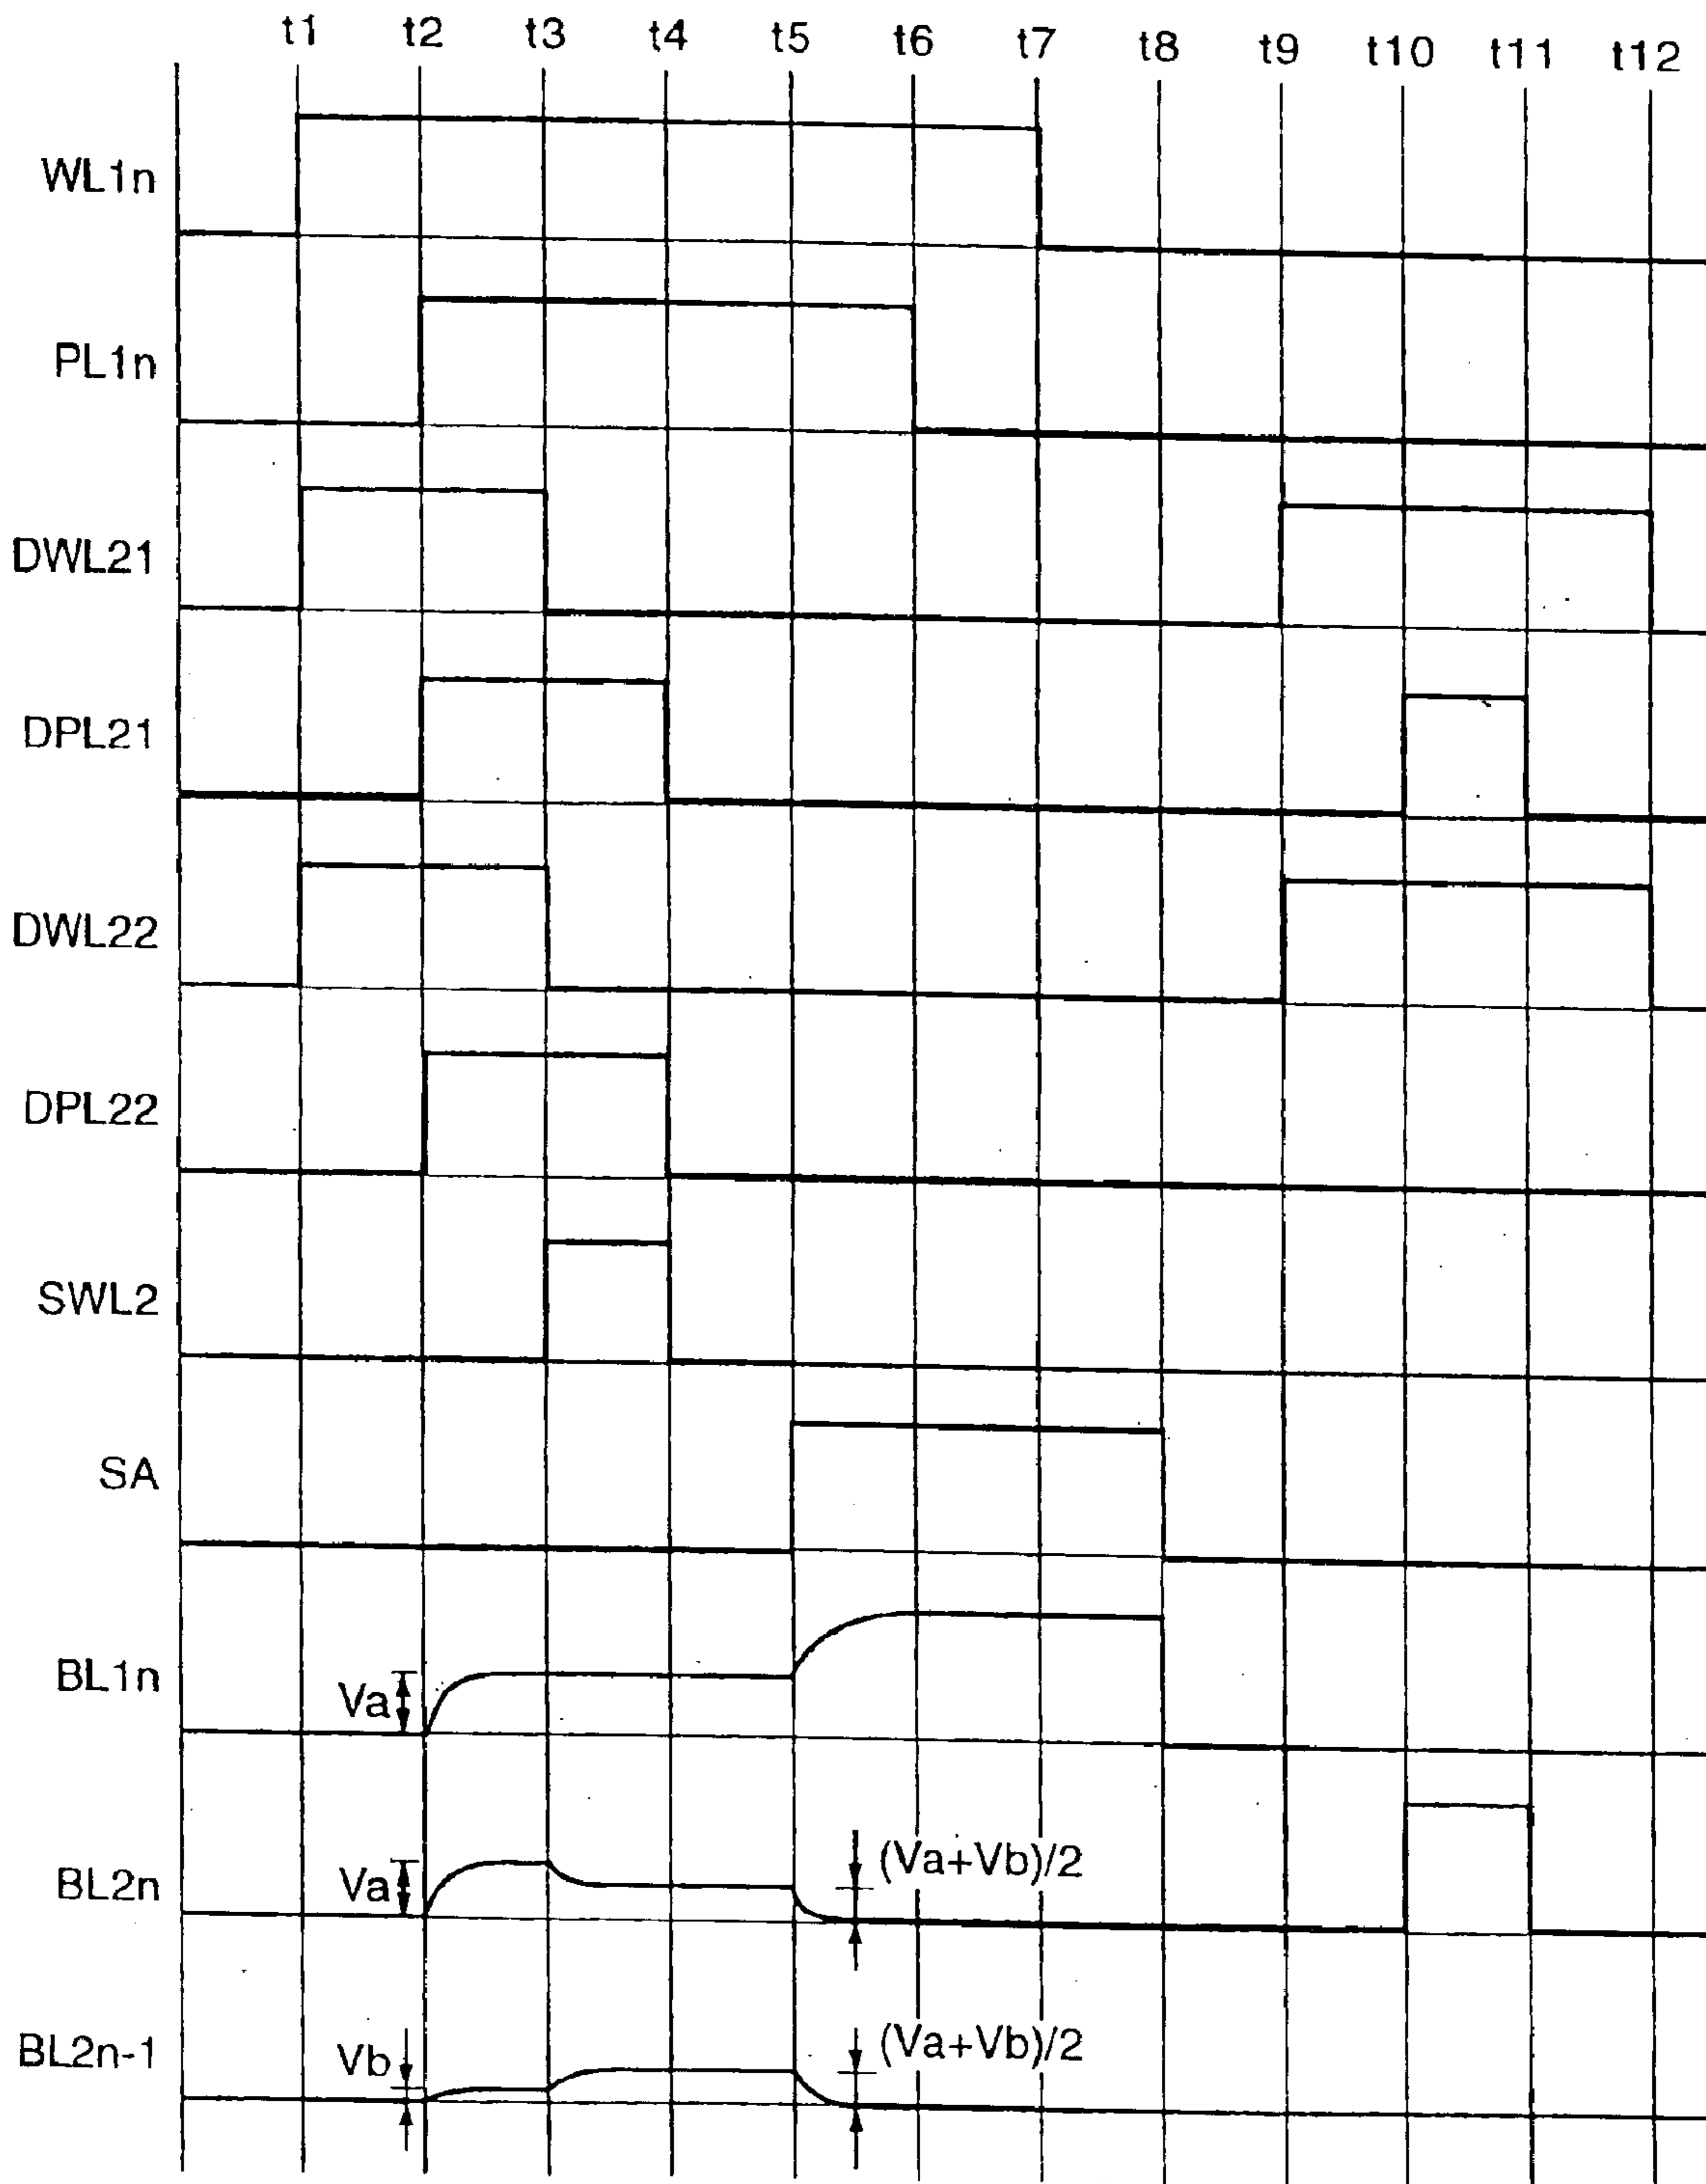 t1 t2 t3 t4 t5 t6 t7 t8 t9 t10 t11 t12
WL1n
PL1n
DWL21
DPL21
DWL22
DPL22
SWL2
SA
BL1n
Va
BL2n
Va
(Va+Vb)/2
BL2n-1
Vb
(Va+Vb)/2